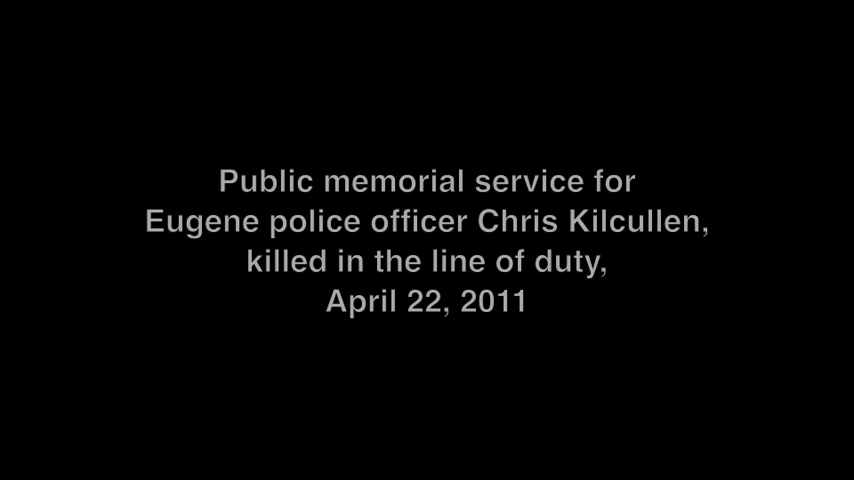 Public memorial service for
Eugene police officer Chris Kilcullen,
killed in the line of duty,
April 22, 2011